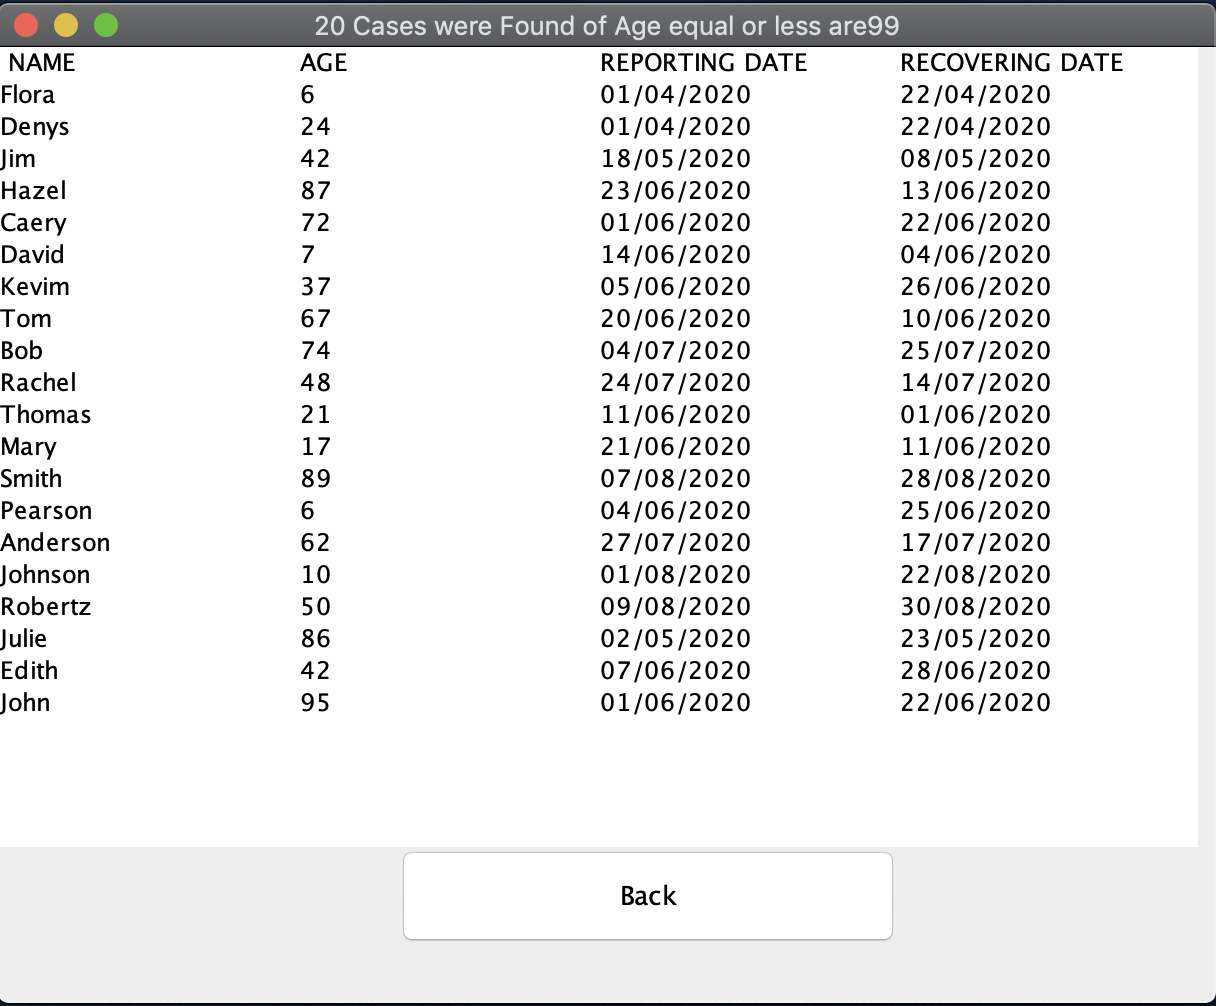 20 Cases were Found of Age equal or less are99
NAME AGE REPORTING DATE RECOVERING DATE
Flora 6 01/04/2020 22/04/2020
Denys 24 01/04/2020 22/04/2020
Jim 42 18/05/2020 08/05/2020
Hazel 87 23/06/2020 13/06/2020
Caery 72 01/06/2020 22/06/2020
David 7 14/06/2020 04/06/2020
Kevim 37 05/06/2020 26/06/2020
Tom 67 20/06/2020 10/06/2020
Bob 74 04/07/2020 25/07/2020
Rachel 48 24/07/2020 14/07/2020
Thomas 21 11/06/2020 01/06/2020
Mary 17 21/06/2020 11/06/2020
Smith 89 07/08/2020 28/08/2020
Pearson 6 04/06/2020 25/06/2020
Anderson 62 27/07/2020 17/07/2020
Johnson 10 01/08/2020 22/08/2020
Robertz 50 09/08/2020 30/08/2020
Julie 86 02/05/2020 23/05/2020
Edith 42 07/06/2020 28/06/2020
John 95 01/06/2020 22/06/2020
Back